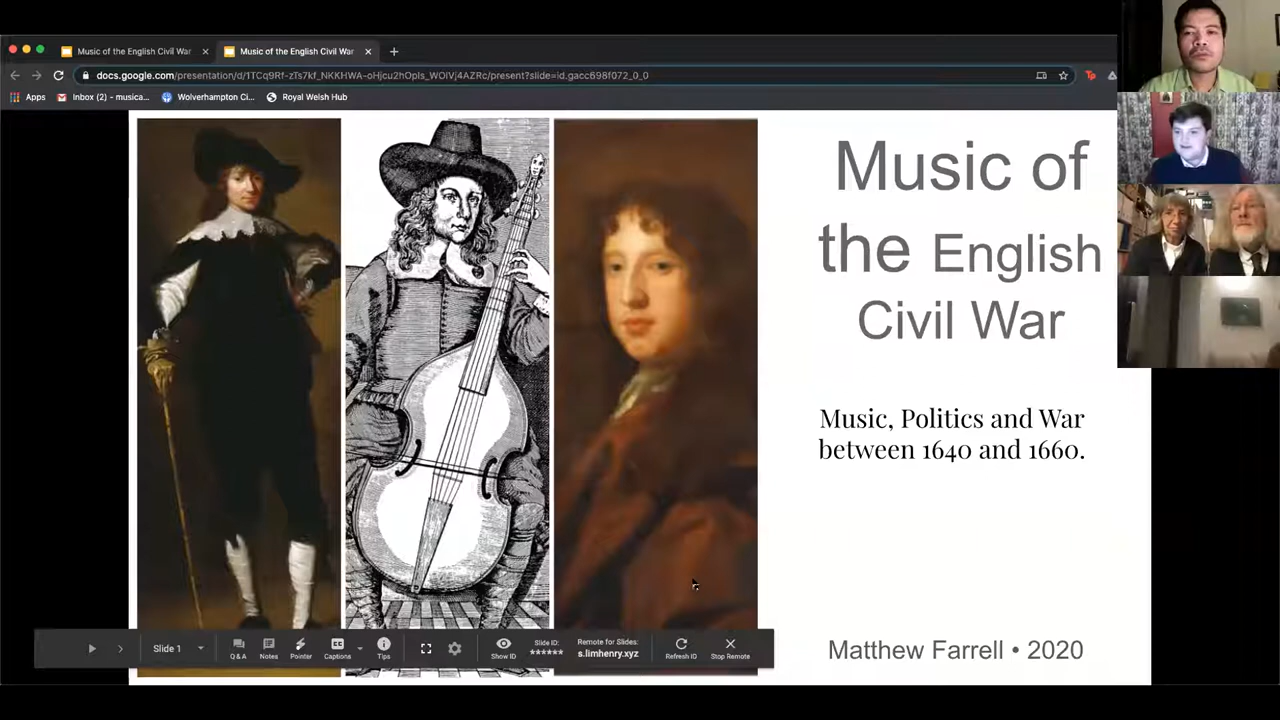 Music of the English Civil War
Music of the English Civil War
docs.google.com/presentation/d/1TCq9Rf-zTs7kf_NKKHWA-oHjcu2hOpIs_WOIVj4AZRc/present?slide=id.gacc698f072_0_0
Apps
Inbox (2) - musica...
Wolverhampton Ci...
Royal Welsh Hub
Music of
the English
Civil War
Music, Politics and War
between 1640 and 1660.
Matthew Farrell • 2020
Slide 1
Q&A
Notes
Pointer
Captions
Tips
Show ID
Slide ID:
******
Remote for Slides:
s.limhenry.xyz
Refresh ID
Stop Remote